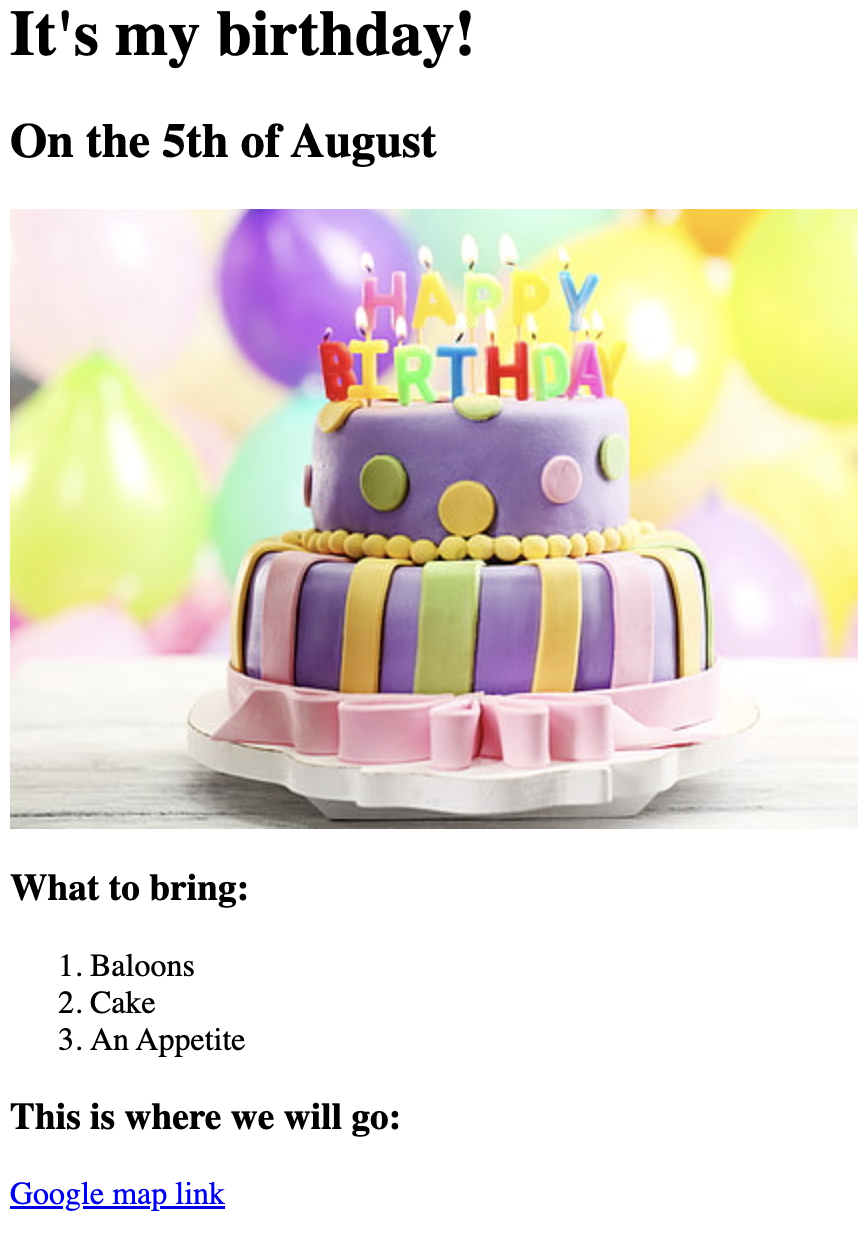 It's my birthday!
On the 5th of August
HAPPY
BIRTHDAY
What to bring:
1. Baloons
2. Cake
3. An Appetite
This is where we will go:
Google map link